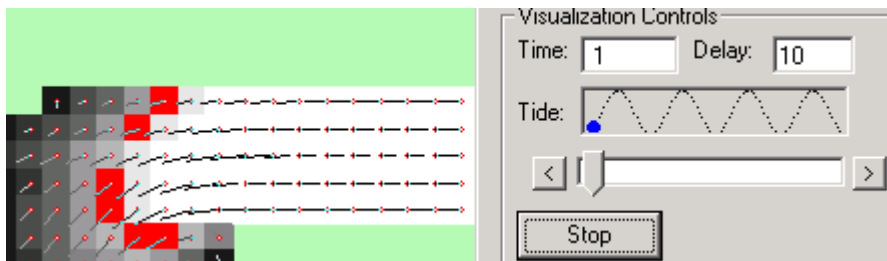 Visualization Controls
Time: 1 Delay: 10
Tide:
< >
Stop